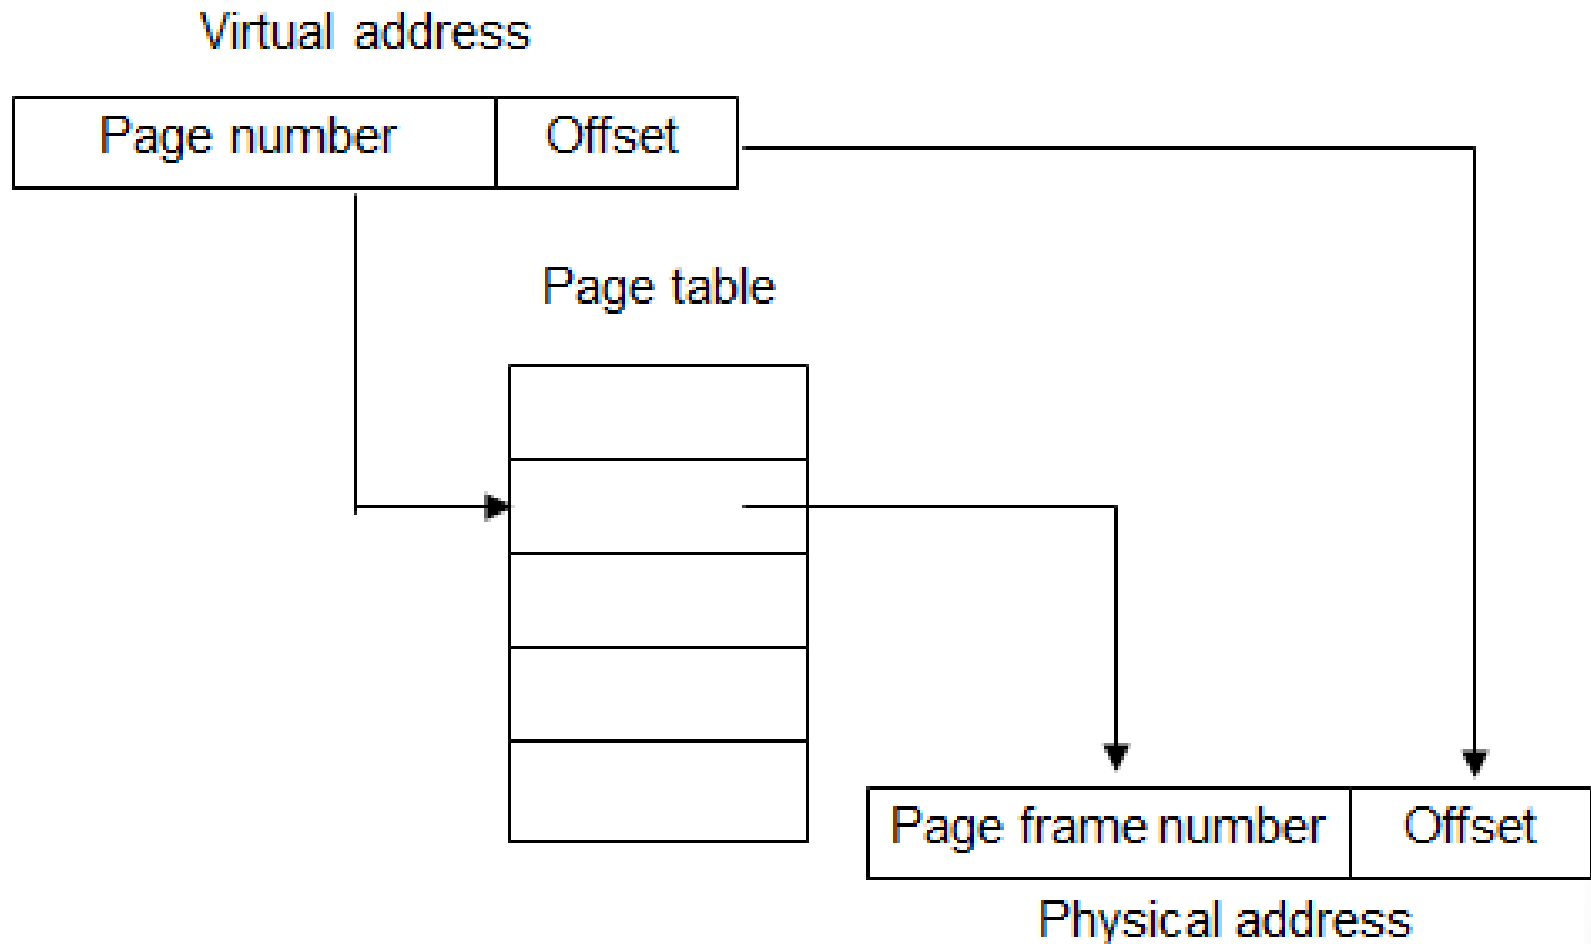 Virtual address
Page number
Offset
Page table
Page frame number
Offset
Physical address